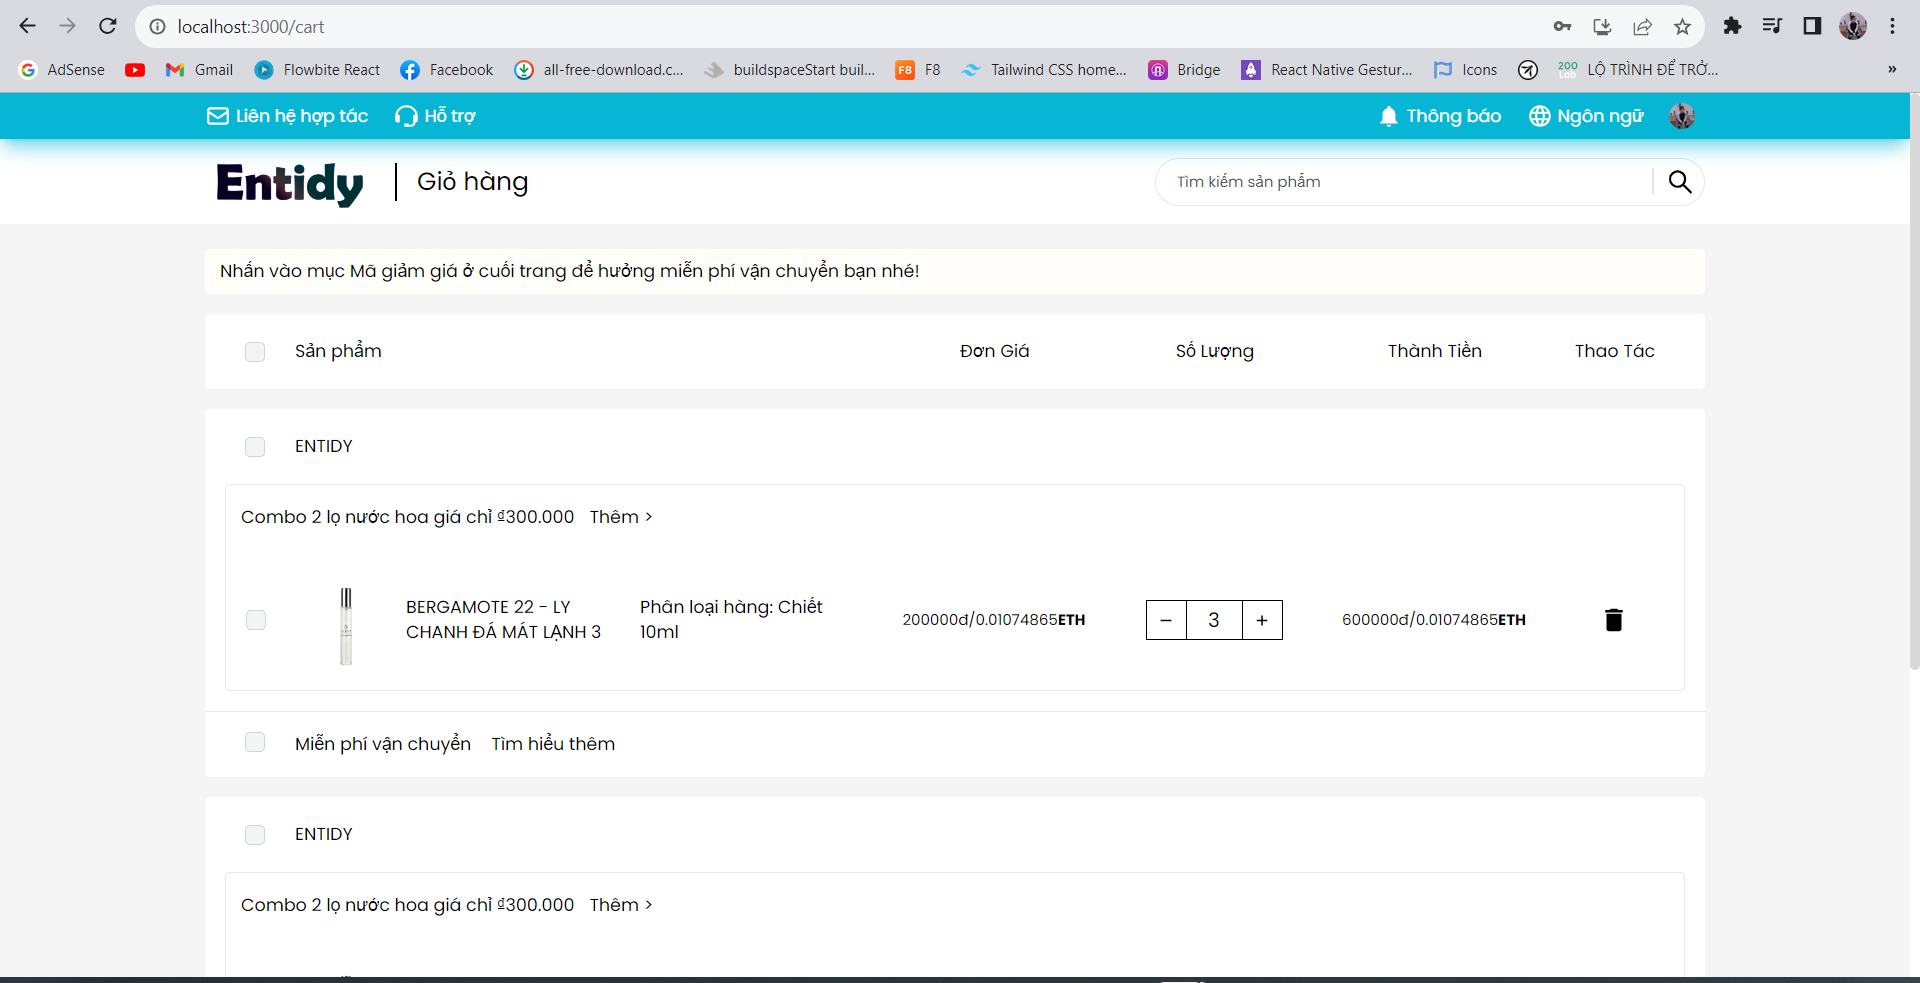 localhost:3000/cart
AdSense Gmail Flowbite React Facebook all-free-download.c... buildspaceStart buil... F8 F8 Tailwind CSS home... Bridge React Native Gestur... Icons 200 Lab LỘ TRÌNH ĐỂ TRỞ... »
Liên hệ hợp tác Hỗ trợ Thông báo Ngôn ngữ
Entidy Giỏ hàng Tìm kiếm sản phẩm
Nhấn vào mục Mã giảm giá ở cuối trang để hưởng miễn phí vận chuyển bạn nhé!
Sản phẩm Đơn Giá Số Lượng Thành Tiền Thao Tác
ENTIDY
Combo 2 lọ nước hoa giá chỉ ₫300.000 Thêm >
BERGAMOTE 22 - LY
CHANH ĐÁ MÁT LẠNH 3
Phân loại hàng: Chiết
10ml
200000đ/0.01074865ETH
− 3 +
600000đ/0.01074865ETH
Miễn phí vận chuyển Tìm hiểu thêm
ENTIDY
Combo 2 lọ nước hoa giá chỉ ₫300.000 Thêm >